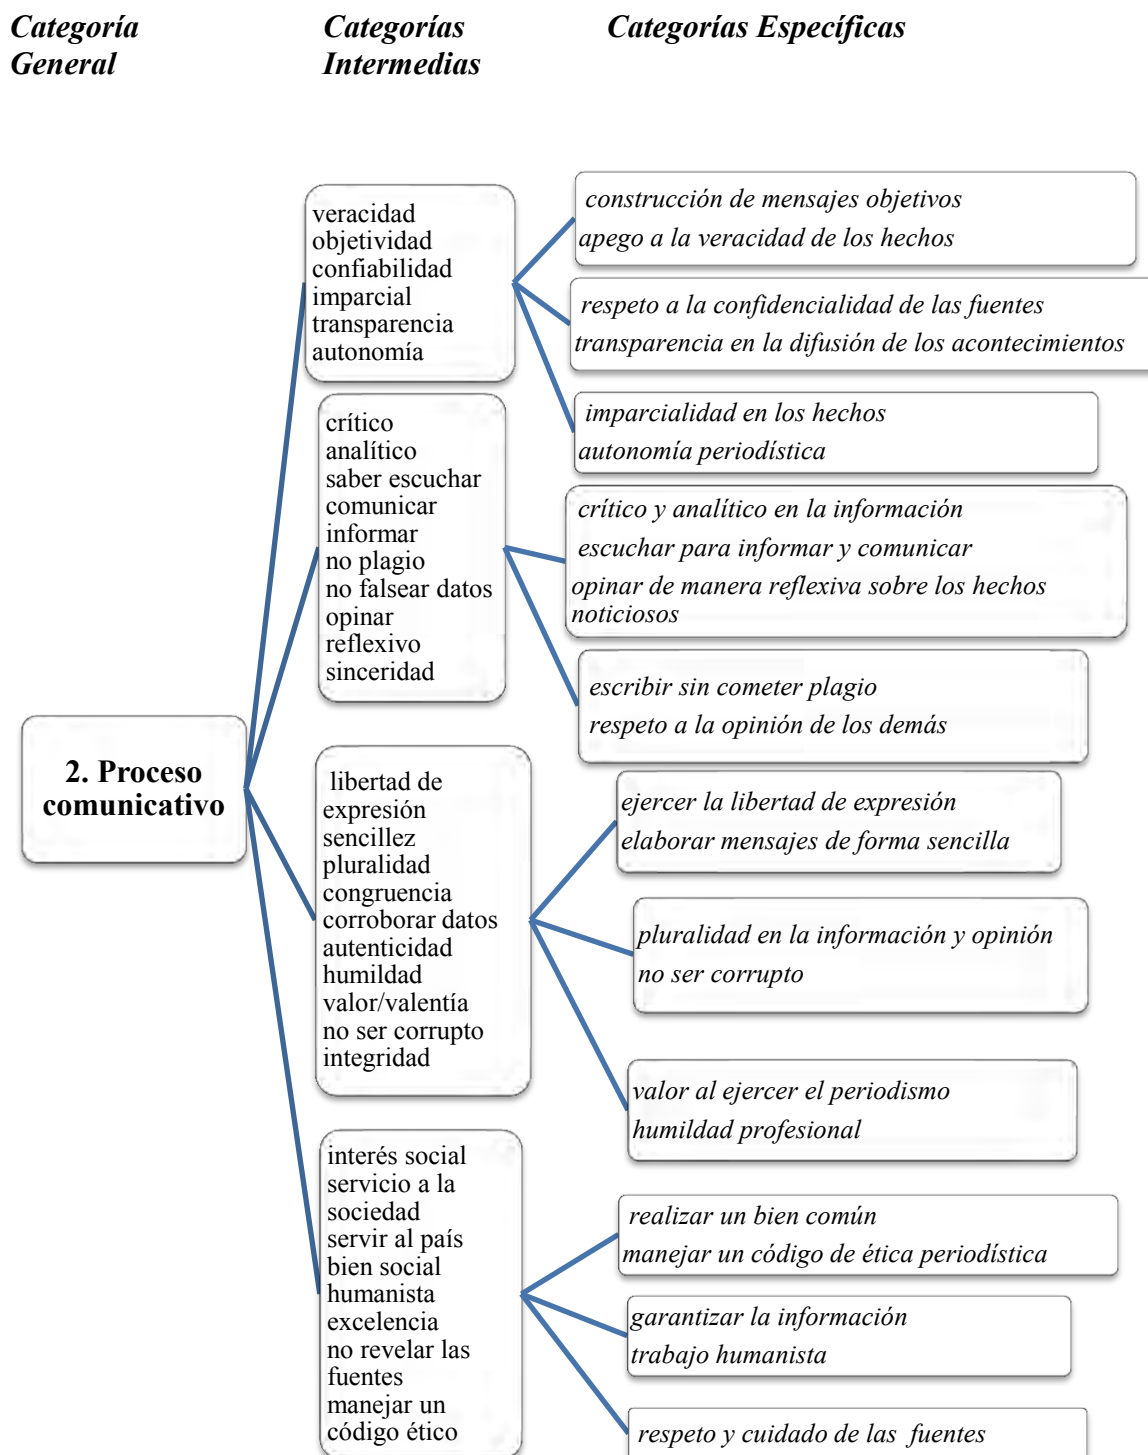 Categoría
General
Categorías
Intermedias
Categorías Específicas
2. Proceso
comunicativo
veracidad
objetividad
confiabilidad
imparcial
transparencia
autonomía
construcción de mensajes objetivos
apego a la veracidad de los hechos
respeto a la confidencialidad de las fuentes
transparencia en la difusión de los acontecimientos
imparcialidad en los hechos
autonomía periodística
crítico
analítico
saber escuchar
comunicar
informar
no plagio
no falsear datos
opinar
reflexivo
sinceridad
crítico y analítico en la información
escuchar para informar y comunicar
opinar de manera reflexiva sobre los hechos
noticiosos
escribir sin cometer plagio
respeto a la opinión de los demás
libertad de
expresión
sencillez
pluralidad
congruencia
corroborar datos
autenticidad
humildad
valor/valentía
no ser corrupto
integridad
ejercer la libertad de expresión
elaborar mensajes de forma sencilla
pluralidad en la información y opinión
no ser corrupto
valor al ejercer el periodismo
humildad profesional
interés social
servicio a la
sociedad
servir al país
bien social
humanista
excelencia
no revelar las
fuentes
manejar un
código ético
realizar un bien común
manejar un código de ética periodística
garantizar la información
trabajo humanista
respeto y cuidado de las fuentes